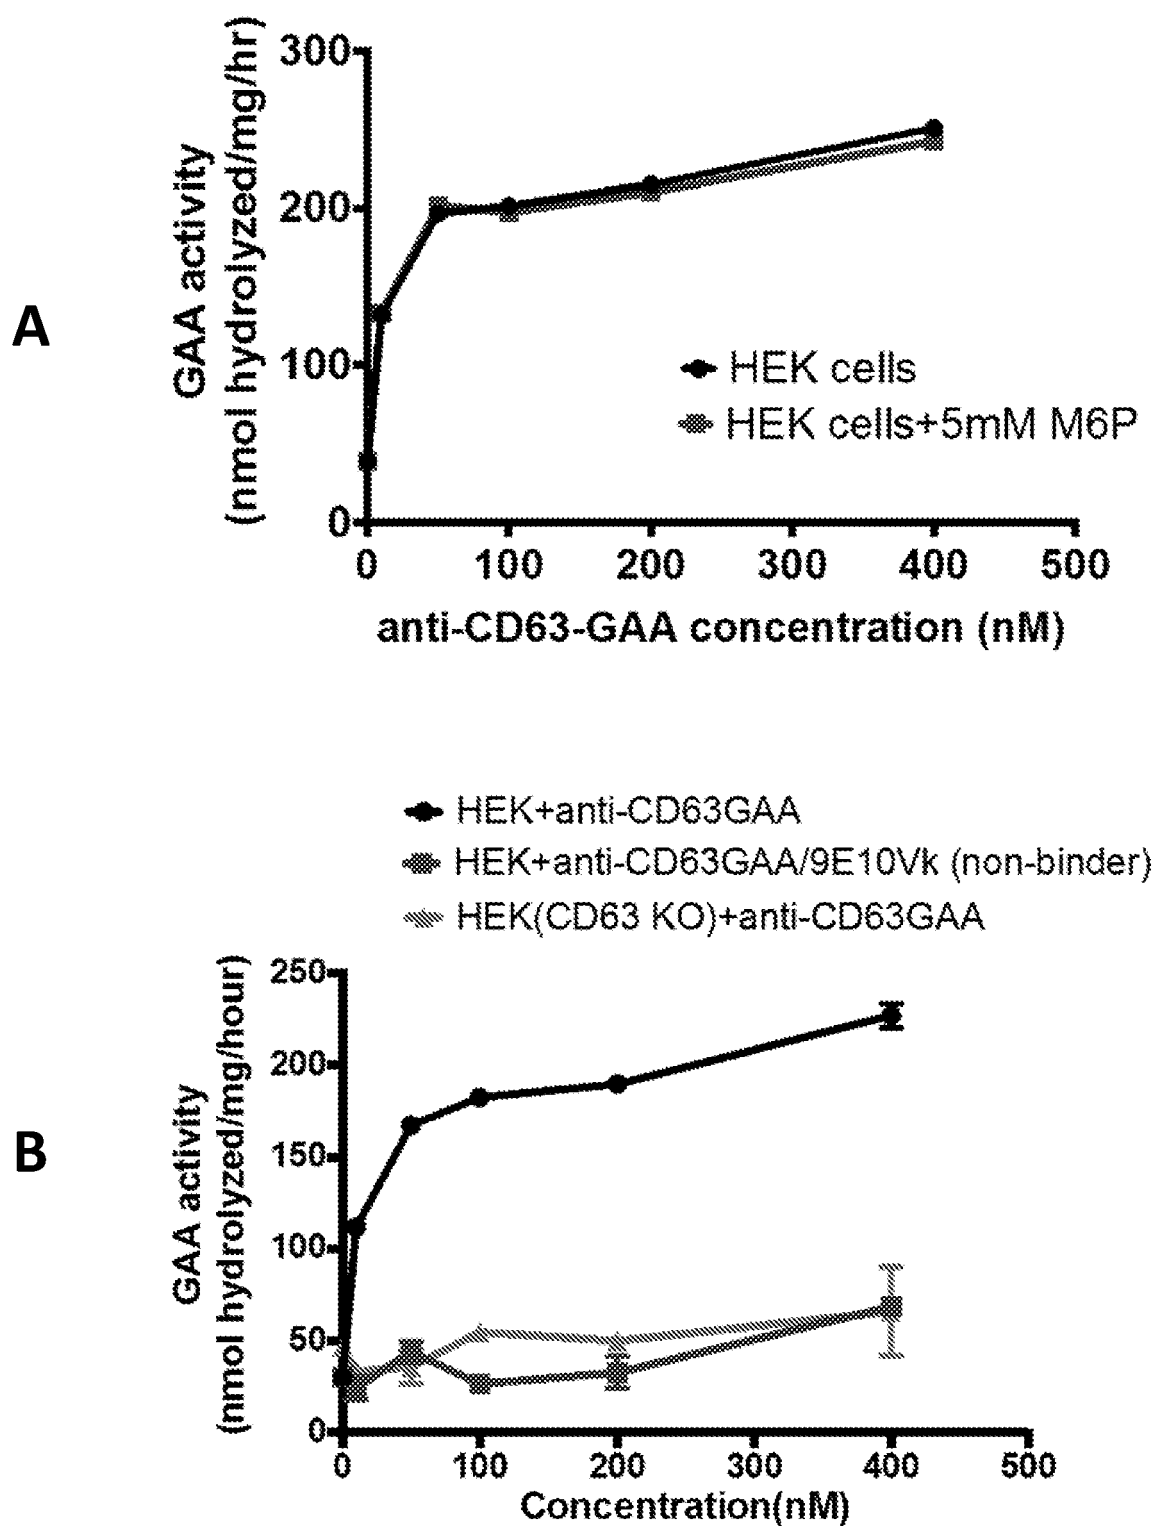 A
GAA activity
(nmol hydrolyzed/mg/hr)
300
200
100
0
HEK cells
HEK cells+5mM M6P
0 100 200 300 400 500
anti-CD63-GAA concentration (nM)
HEK+anti-CD63GAA
HEK+anti-CD63GAA/9E10Vk (non-binder)
HEK(CD63 KO)+anti-CD63GAA
B
GAA activity
(nmol hydrolyzed/mg/hour)
250
200
150
100
50
0
0 100 200 300 400 500
Concentration(nM)